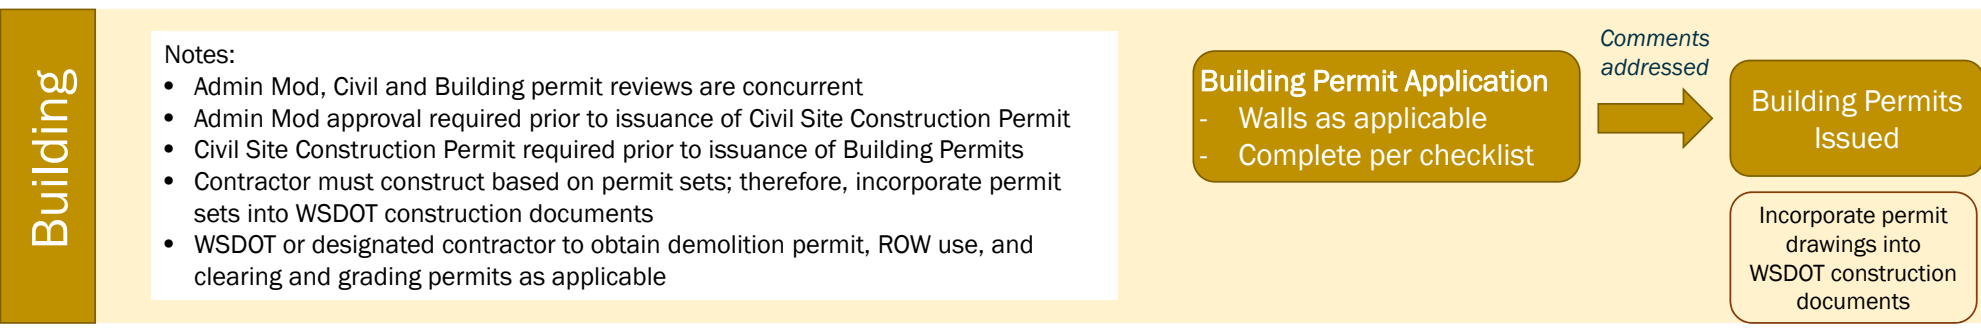 Building
Notes:
• Admin Mod, Civil and Building permit reviews are concurrent
• Admin Mod approval required prior to issuance of Civil Site Construction Permit
• Civil Site Construction Permit required prior to issuance of Building Permits
• Contractor must construct based on permit sets; therefore, incorporate permit
sets into WSDOT construction documents
• WSDOT or designated contractor to obtain demolition permit, ROW use, and
clearing and grading permits as applicable
Building Permit Application
- Walls as applicable
- Complete per checklist
Comments
addressed
Building Permits
Issued
Incorporate permit
drawings into
WSDOT construction
documents